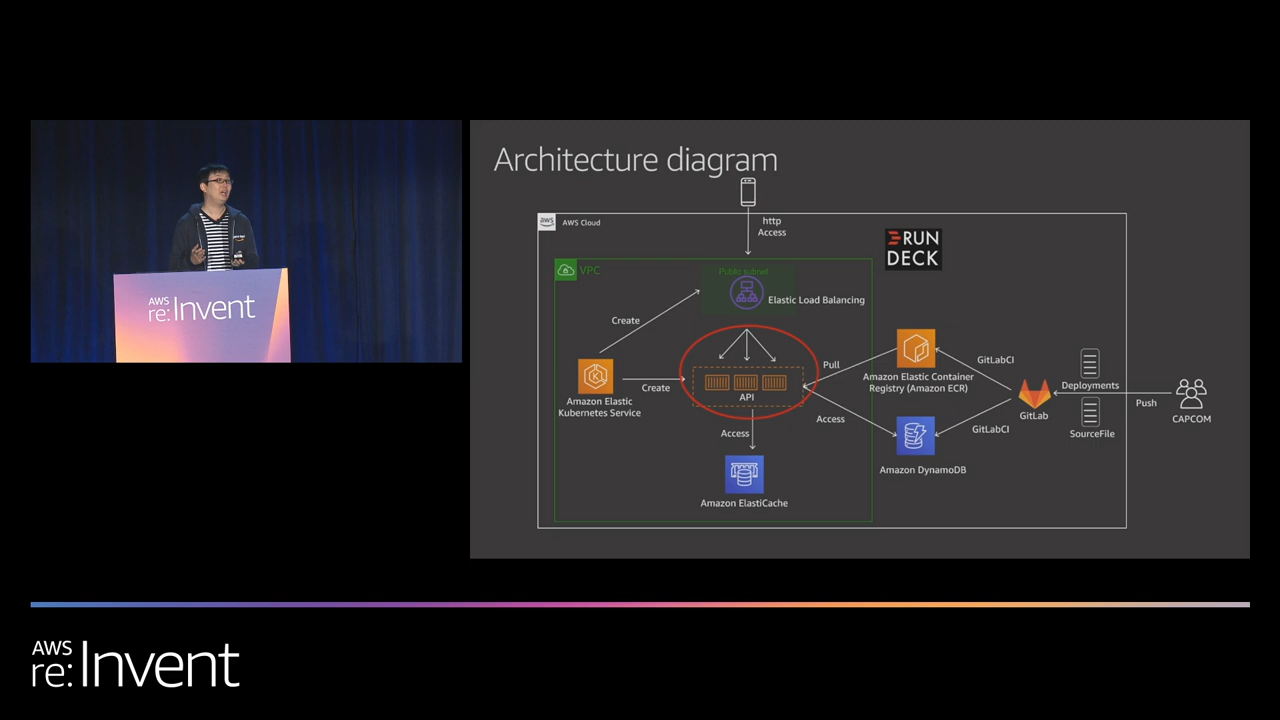 AWS
re:Invent
Architecture diagram
http
Access
aws
AWS Cloud
RUN
DECK
VPC
Public subnet
Elastic Load Balancing
Create
Create
Amazon Elastic
Kubernetes Service
API
Pull
Amazon Elastic Container
Registry (Amazon ECR)
GitLabCI
Deployments
GitLab
Push
CAPCOM
SourceFile
GitLabCI
Access
Access
Amazon DynamoDB
Amazon ElastiCache
AWS
re:Invent